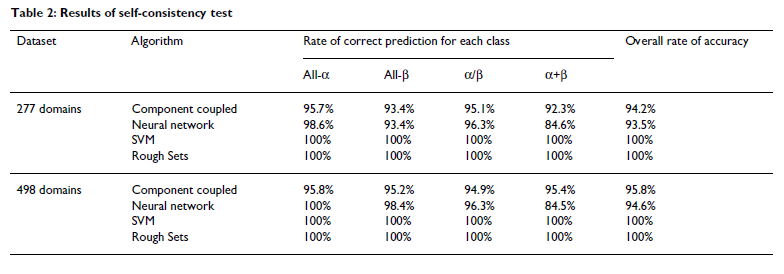 Table 2: Results of self-consistency test
Dataset Algorithm Rate of correct prediction for each class Overall rate of accuracy
All-α All-β α/β α+β
277 domains Component coupled 95.7% 93.4% 95.1% 92.3% 94.2%
Neural network 98.6% 93.4% 96.3% 84.6% 93.5%
SVM 100% 100% 100% 100% 100%
Rough Sets 100% 100% 100% 100% 100%
498 domains Component coupled 95.8% 95.2% 94.9% 95.4% 95.8%
Neural network 100% 98.4% 96.3% 84.5% 94.6%
SVM 100% 100% 100% 100% 100%
Rough Sets 100% 100% 100% 100% 100%